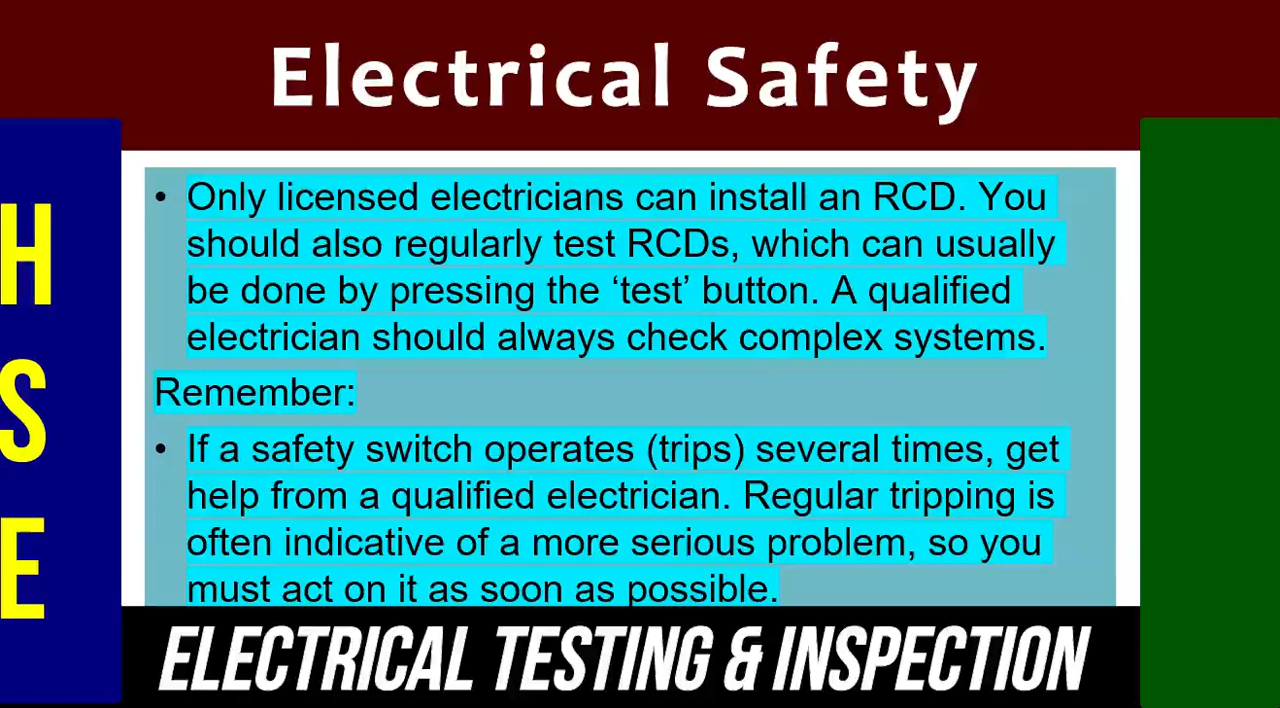 Electrical Safety
H
S
E
• Only licensed electricians can install an RCD. You
should also regularly test RCDs, which can usually
be done by pressing the ‘test’ button. A qualified
electrician should always check complex systems.
Remember:
• If a safety switch operates (trips) several times, get
help from a qualified electrician. Regular tripping is
often indicative of a more serious problem, so you
must act on it as soon as possible.
ELECTRICAL TESTING & INSPECTION